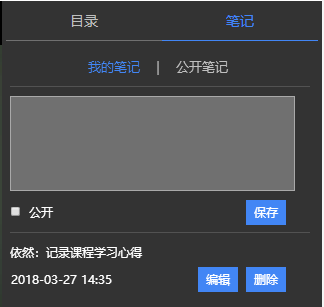 目录 笔记
我的笔记 | 公开笔记
公开 保存
依然：记录课程学习心得
2018-03-27 14:35 编辑 删除